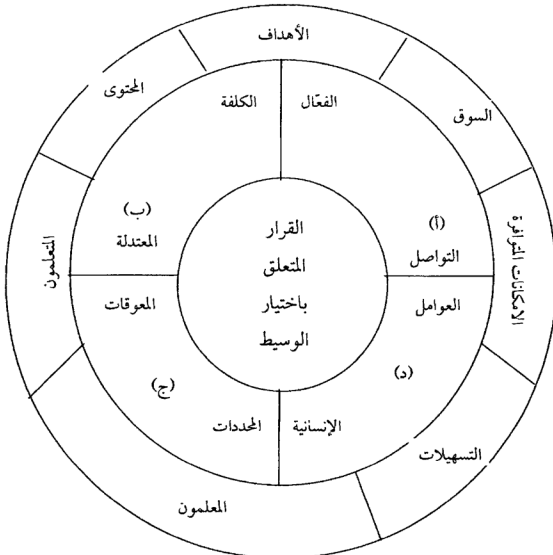 الأهداف
السوق
الامكانات المتوافرة
التسهيلات
المعلمون
المتعلمون
المحتوى
الفعّال
(أ)
التواصل
الكلفة
(ب)
المعتدلة
المعوقات
(ج)
المحددات
العوامل
(د)
الإنسانية
القرار
المتعلق
باختيار
الوسيط